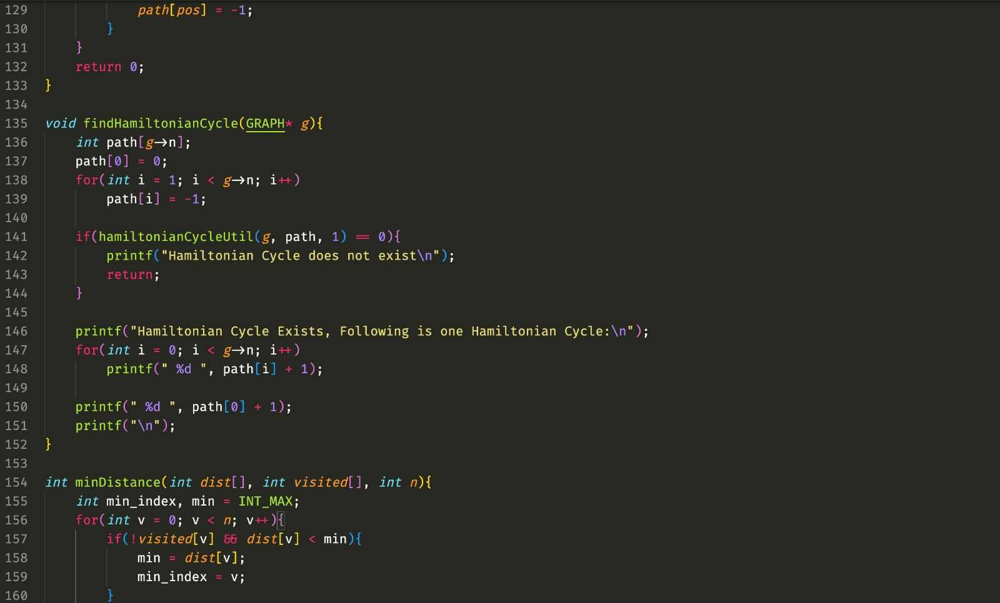 129 path[pos] = -1;
130 }
131 }
132 return 0;
133 }
134
135 void findHamiltonianCycle(GRAPH* g){
136 int path[g->n];
137 path[0] = 0;
138 for(int i = 1; i < g->n; i++)
139 path[i] = -1;
140
141 if(hamiltonianCycleUtil(g, path, 1) == 0){
142 printf("Hamiltonian Cycle does not exist\n");
143 return;
144 }
145
146 printf("Hamiltonian Cycle Exists, Following is one Hamiltonian Cycle:\n");
147 for(int i = 0; i < g->n; i++)
148 printf(" %d ", path[i] + 1);
149
150 printf(" %d ", path[0] + 1);
151 printf("\n");
152 }
153
154 int minDistance(int dist[], int visited[], int n){
155 int min_index, min = INT_MAX;
156 for(int v = 0; v < n; v++){
157 if(!visited[v] && dist[v] < min){
158 min = dist[v];
159 min_index = v;
160 }